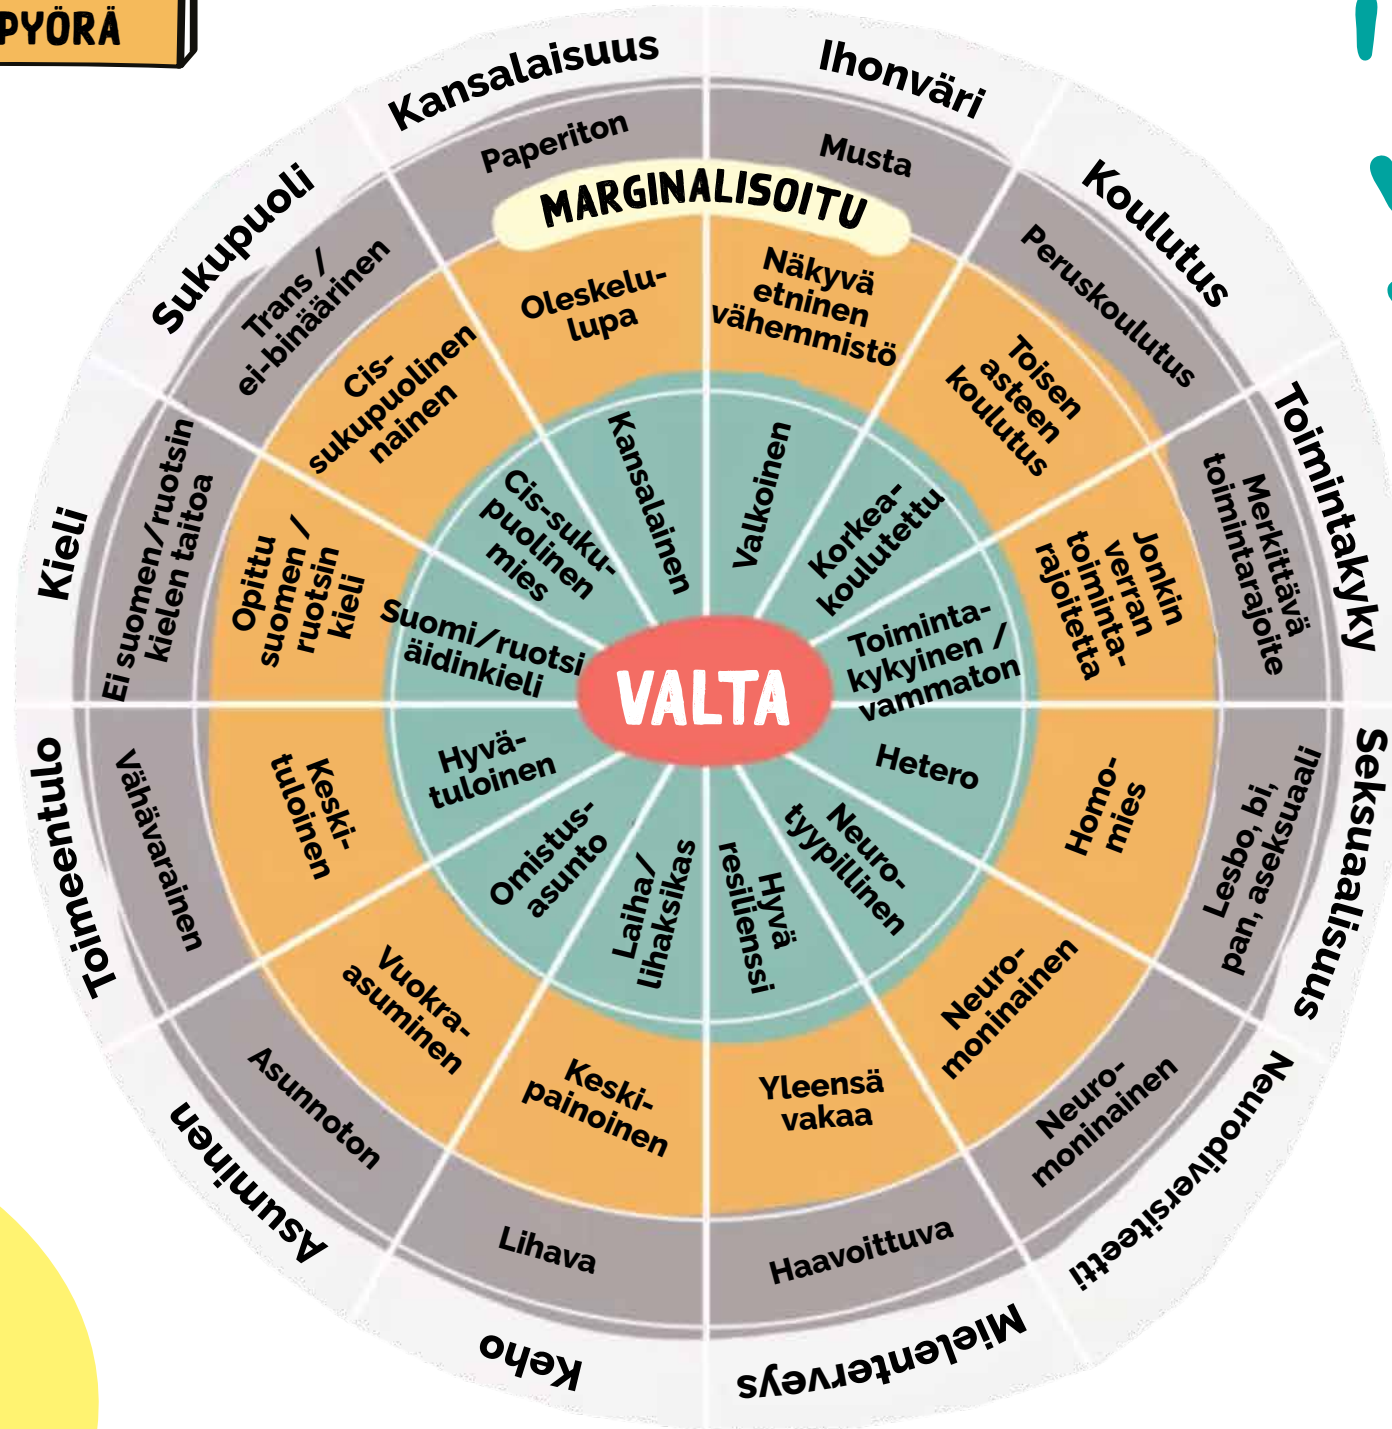 PYÖRÄ
Kansalaisuus
Paperiton
Oleskelu-
lupa
Kansalainen
Ihonväri
Musta
Näkyvä
etninen
vähemmistö
Valkoinen
Koulutus
Peruskoulutus
Toisen
asteen
koulutus
Korkea-
koulutettu
Toimintakyky
Merkittävä
toimintarajoite
Jonkin
verran
toiminta-
rajoitetta
Toiminta-
kykyinen /
vammaton
Seksuaalisuus
Lesbo, bi,
pan, aseksuaali
Homo-
mies
Hetero
Neurodiversiteetti
Neuro-
moninainen
Neuro-
moninainen
Neuro-
tyypillinen
Mielenterveys
Haavoittuva
Yleensä
vakaa
Hyvä
resilienssi
Keho
Lihava
Keski-
painoinen
Laiha/
lihaksikas
Asuminen
Asunnoton
Vuokra-
asuminen
Omistus-
asunto
Toimeentulo
Vähävarainen
Keski-
tuloinen
Hyvä-
tuloinen
Kieli
Ei suomen/ruotsin
kielen taitoa
Opittu
suomen /
ruotsin
kieli
Suomi/ruotsi
äidinkieli
Sukupuoli
Trans /
ei-binäärinen
Cis-
sukupuolinen
nainen
Cis-suku-
puolinen
mies
MARGINALISOITU
VALTA